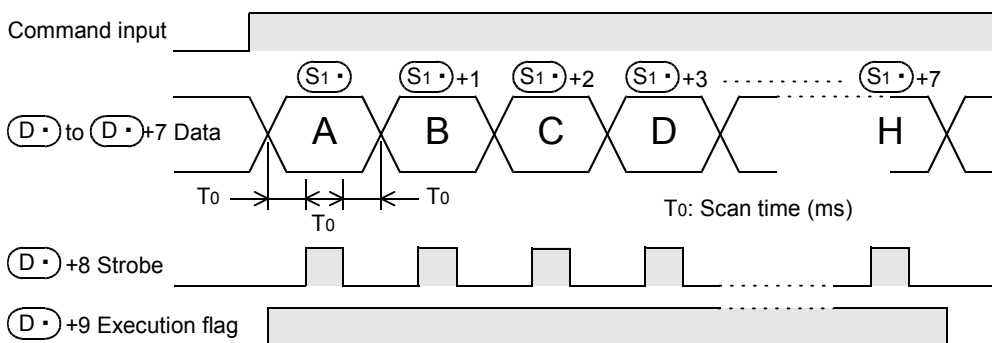 Command input
S1· S1·+1 S1·+2 S1·+3 S1·+7
D· to D·+7 Data A B C D H
T0 T0 T0
T0: Scan time (ms)
D· +8 Strobe
D· +9 Execution flag